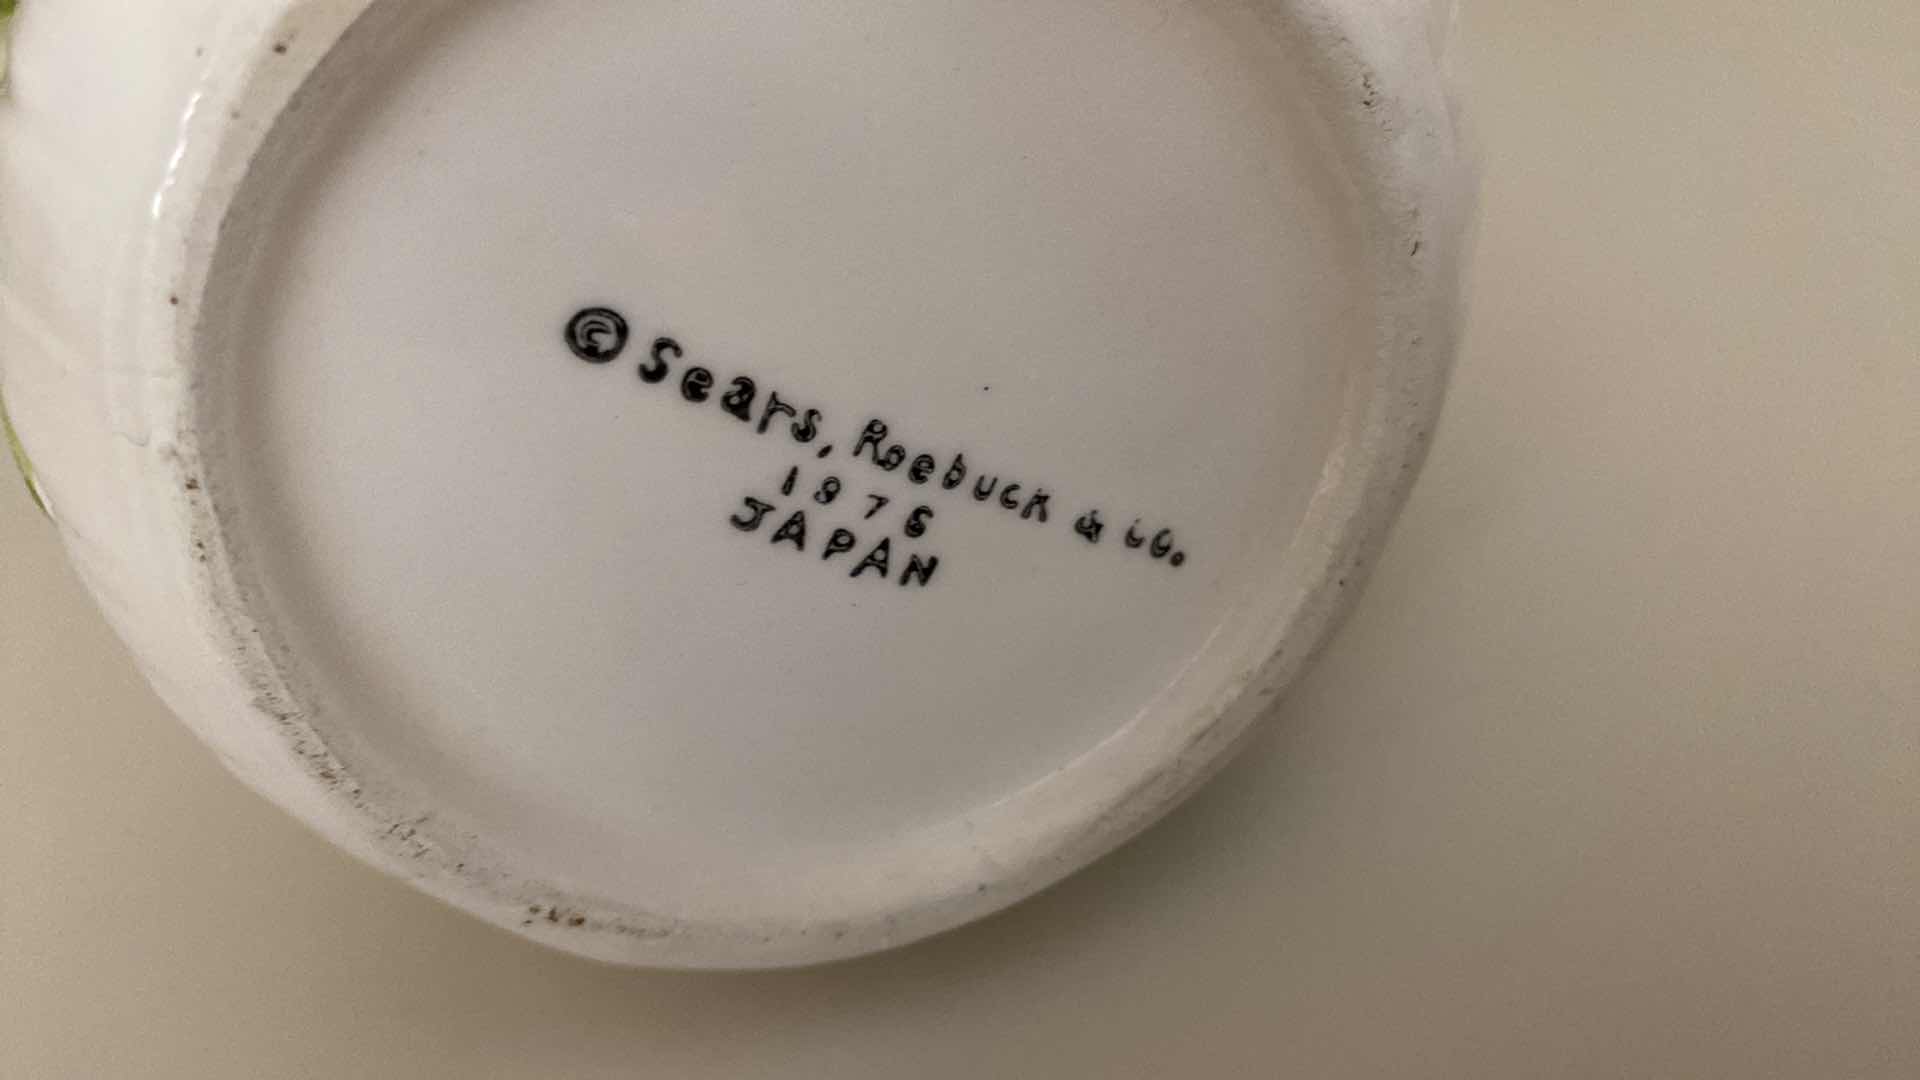 © Sears, Roebuck & Co.
1976
JAPAN